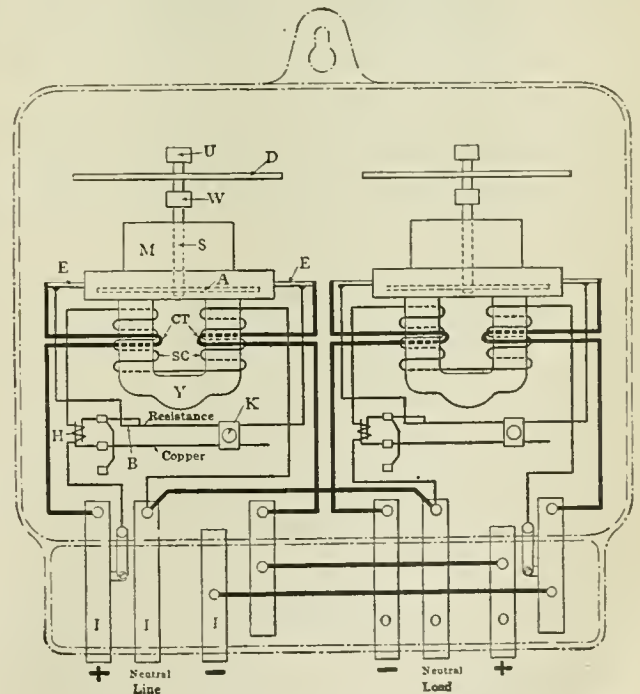 U
D
W
M
S
E
A
E
CT
SC
Y
Resistance
K
H
B
Copper
I I I O O O
+ Neutral − − Neutral +
Line Load